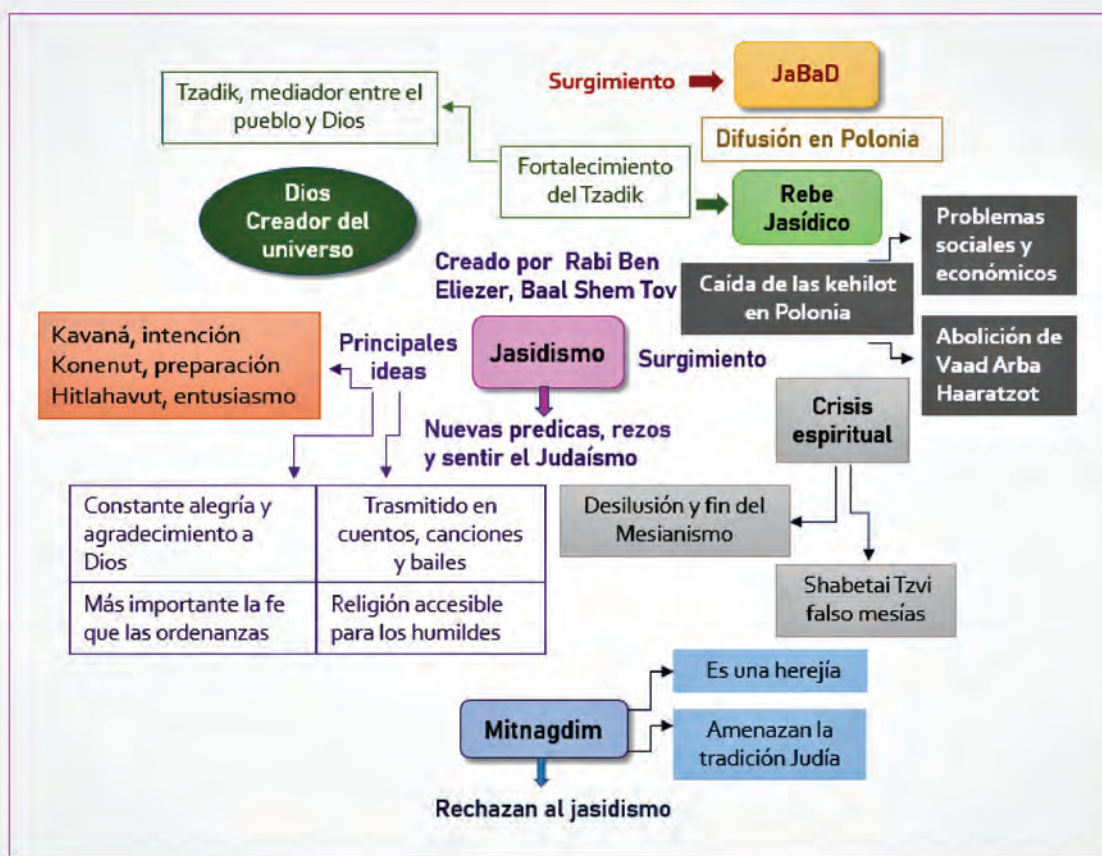 Surgimiento
JaBaD
Tzadik, mediador entre el
pueblo y Dios
Difusión en Polonia
Fortalecimiento
del Tzadik
Rebe
Jasídico
Dios
Creador del
universo
Problemas
sociales y
económicos
Creado por Rabi Ben
Eliezer, Baal Shem Tov
Caída de las kehilot
en Polonia
Kavaná, intención
Konenut, preparación
Hitlahavut, entusiasmo
Principales
ideas
Jasidismo
Surgimiento
Abolición de
Vaad Arba
Haaratzot
Crisis
espiritual
Nuevas predicas, rezos
y sentir el Judaísmo
Constante alegría y
agradecimiento a
Dios
Trasmitido en
cuentos, canciones
y bailes
Más importante la fe
que las ordenanzas
Religión accesible
para los humildes
Desilusión y fin del
Mesianismo
Shabetai Tzvi
falso mesías
Es una herejía
Mitnagdim
Amenazan la
tradición Judía
Rechazan al jasidismo